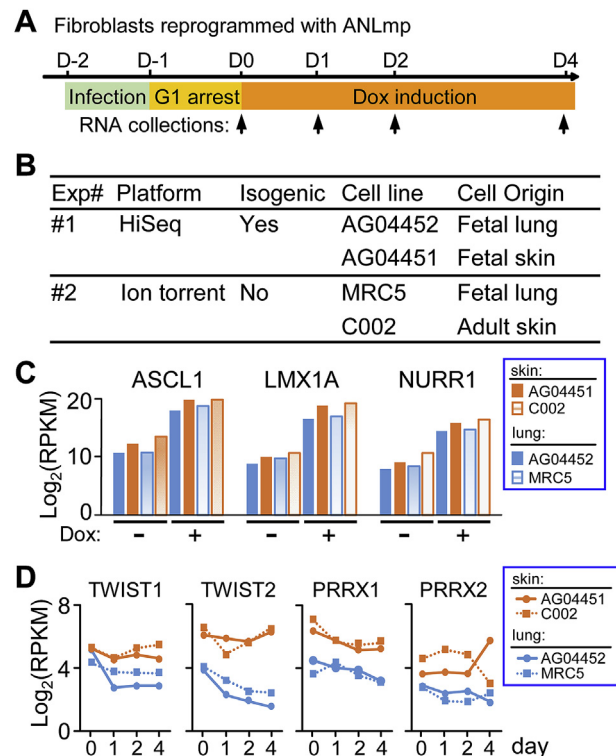 A Fibroblasts reprogrammed with ANLmp
D-2 D-1 D0 D1 D2 D4
Infection G1 arrest Dox induction
RNA collections:
B
Exp# Platform Isogenic Cell line Cell Origin
#1 HiSeq Yes AG04452 Fetal lung
AG04451 Fetal skin
#2 Ion torrent No MRC5 Fetal lung
C002 Adult skin
C
ASCL1 LMX1A NURR1
Log2(RPKM)
20
10
0
Dox: - + - + - +
skin:
AG04451
C002
lung:
AG04452
MRC5
D
TWIST1 TWIST2 PRRX1 PRRX2
Log2(RPKM)
8
4
0
0 1 2 4 0 1 2 4 0 1 2 4 0 1 2 4 day
skin:
AG04451
C002
lung:
AG04452
MRC5